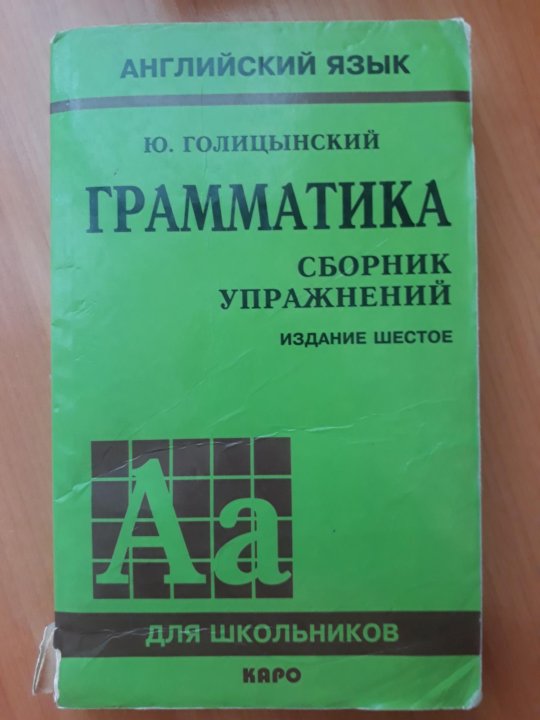 АНГЛИЙСКИЙ ЯЗЫК
Ю. ГОЛИЦЫНСКИЙ
ГРАММАТИКА
СБОРНИК
УПРАЖНЕНИЙ
ИЗДАНИЕ ШЕСТОЕ
Aa
ДЛЯ ШКОЛЬНИКОВ
КАРО